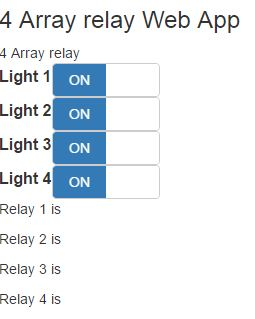 4 Array relay Web App
4 Array relay
Light 1 ON
Light 2 ON
Light 3 ON
Light 4 ON
Relay 1 is
Relay 2 is
Relay 3 is
Relay 4 is